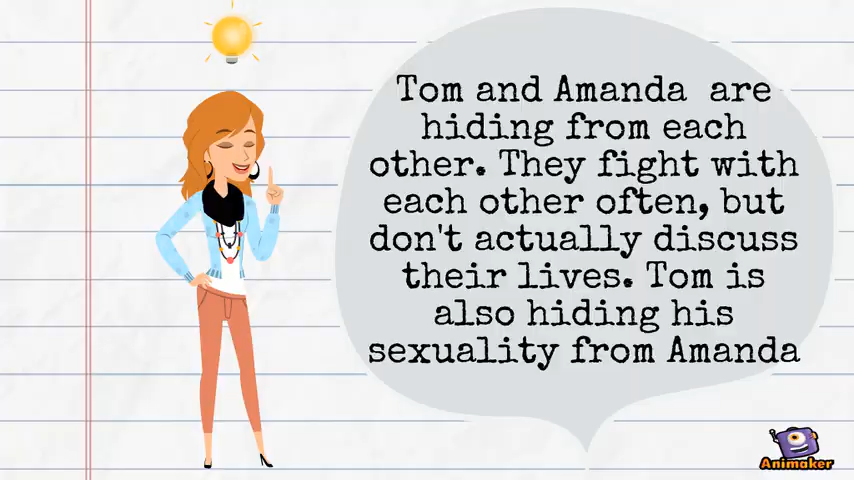 Tom and Amanda are
hiding from each
other. They fight with
each other often, but
don't actually discuss
their lives. Tom is
also hiding his
sexuality from Amanda
Animaker